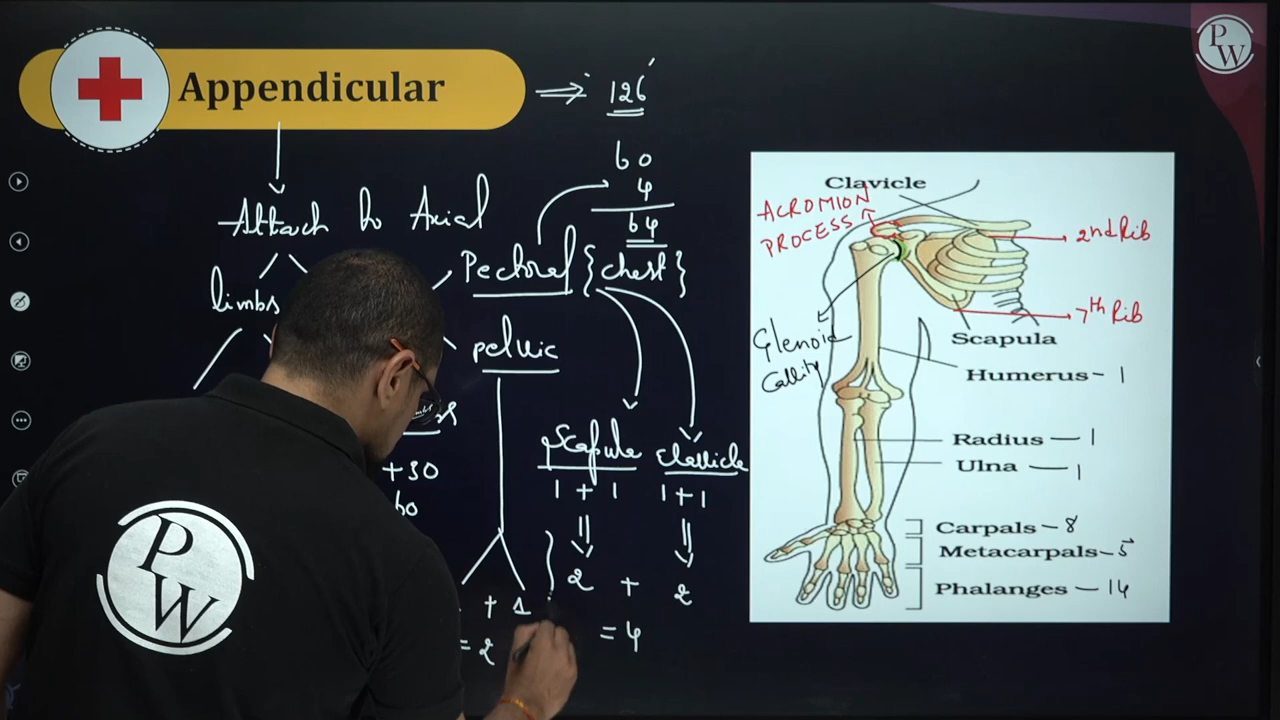 PW
Appendicular
⇒ 126
60
4
64
Attach to Axial
limbs
Pectoral {chest}
pelvic
+30
60
Scapula
Clavicle
1 + 1
1+1
2 + 2
= 4
+ 1
= 2
Clavicle
ACROMION
PROCESS
2nd Rib
7th Rib
Glenoid
Cavity
Scapula
Humerus - 1
Radius - 1
Ulna - 1
Carpals - 8
Metacarpals - 5
Phalanges - 14
PW